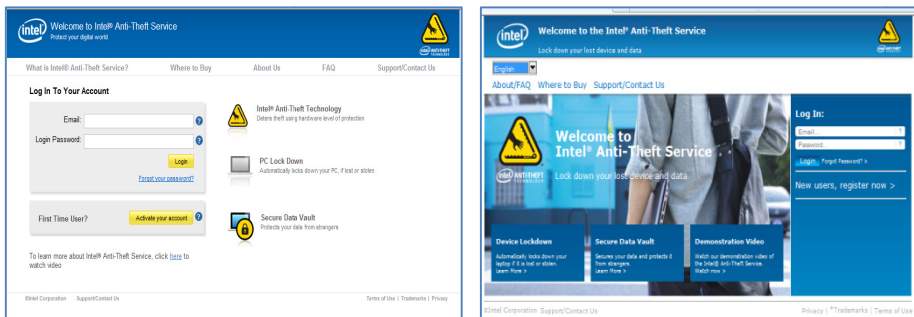 intel
Welcome to Intel® Anti-Theft Service
Protect your digital world
intel ANTI-THEFT
TECHNOLOGY
What is Intel® Anti-Theft Service? Where to Buy About Us FAQ Support/Contact Us
Log In To Your Account
Email: ?
Login Password: ?
Login
Forgot your password?
First Time User? Activate your account ?
To learn more about Intel® Anti-Theft Service, click here to
watch video
Intel® Anti-Theft Technology
Deters theft using hardware level of protection
PC Lock Down
Automatically locks down your PC, if lost or stolen
Secure Data Vault
Protects your data from strangers
©Intel Corporation Support/Contact Us Terms of Use | Trademarks | Privacy
intel
Welcome to the Intel® Anti-Theft Service
Lock down your lost device and data
intel ANTI-THEFT
TECHNOLOGY
English
About/FAQ Where to Buy Support/Contact Us
Welcome to
Intel® Anti-Theft Service
Lock down your lost device and data
intel ANTI-THEFT
TECHNOLOGY
Log In:
Email... ?
Password... ?
Login Forgot Password? >
New users, register now >
Device Lockdown
Automatically locks down your
laptop if it is lost or stolen.
Learn More >
Secure Data Vault
Secures your data and protects it
from strangers.
Learn More >
Demonstration Video
Watch our demonstration video of
the Intel® Anti-Theft Service.
Watch now >
©Intel Corporation Support/Contact Us Privacy | *Trademarks | Terms of Use